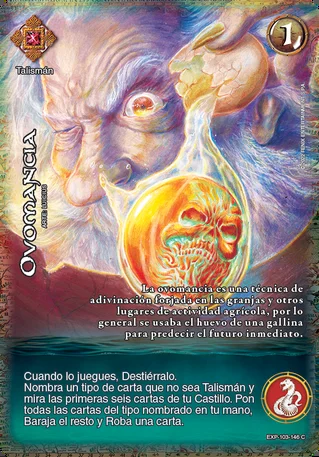 1
Talismán
OVOMANCIA
La ovomancia es una técnica de
adivinación forjada en las granjas y otros
lugares de actividad agrícola, por lo
general se usaba el huevo de una gallina
para predecir el futuro inmediato.
Cuando lo juegues, Destiérralo.
Nombra un tipo de carta que no sea Talismán y
mira las primeras seis cartas de tu Castillo. Pon
todas las cartas del tipo nombrado en tu mano,
Baraja el resto y Roba una carta.
EXP-103-146 C